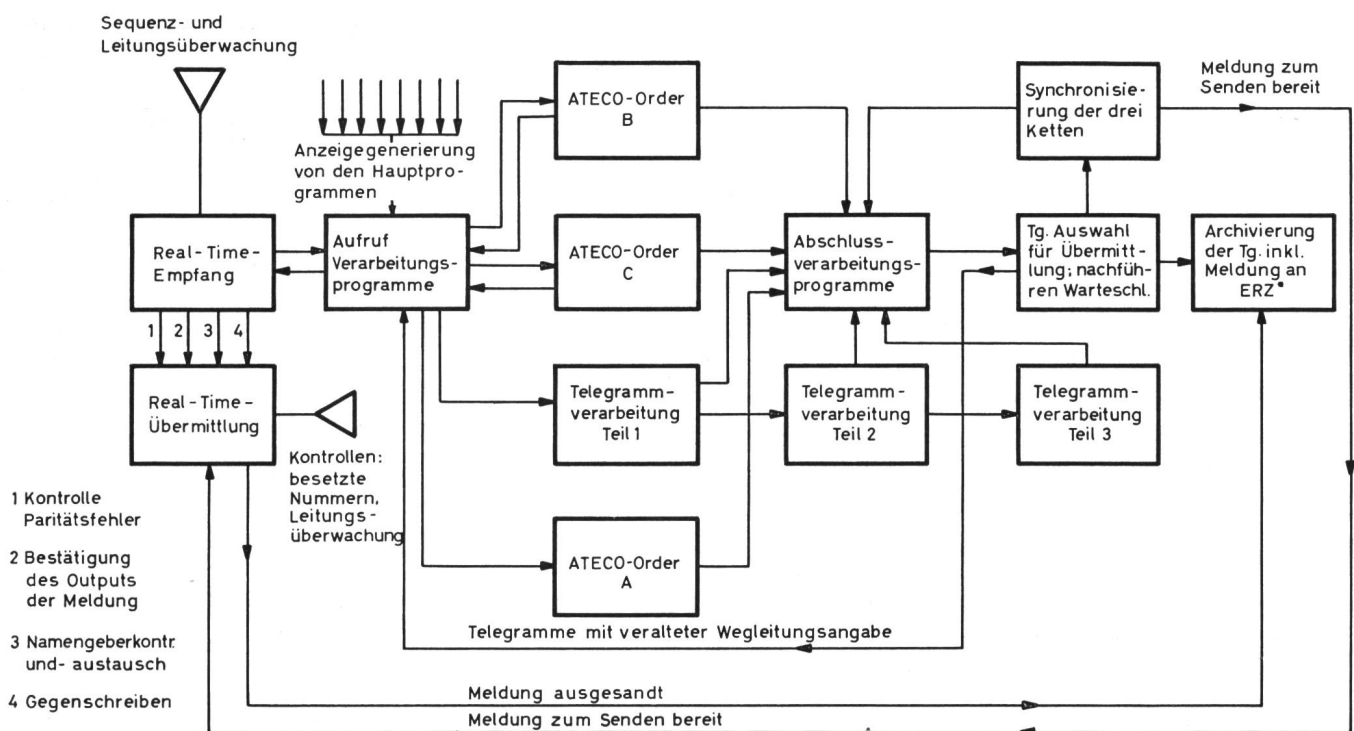 Sequenz- und
Leitungsüberwachung
Anzeigegenerierung
von den Hauptpro-
grammen
ATECO-Order
B
Synchronisie-
rung der drei
Ketten
Meldung zum
Senden bereit
Real-Time-
Empfang
Aufruf
Verarbeitungs-
programme
ATECO-Order
C
Abschluss-
verarbeitungs-
programme
Tg. Auswahl
für Übermitt-
lung; nachfüh-
ren Warteschl.
Archivierung
der Tg. inkl.
Meldung an
ERZ*
1 2 3 4
Real-Time-
Übermittlung
Telegramm-
verarbeitung
Teil 1
Telegramm-
verarbeitung
Teil 2
Telegramm-
verarbeitung
Teil 3
Kontrollen:
besetzte
Nummern,
Leitungs-
überwachung
ATECO-Order
A
1 Kontrolle
Paritätsfehler
2 Bestätigung
des Outputs
der Meldung
3 Namengeberkontr.
und- austausch
4 Gegenschreiben
Telegramme mit veralteter Wegleitungsangabe
Meldung ausgesandt
Meldung zum Senden bereit